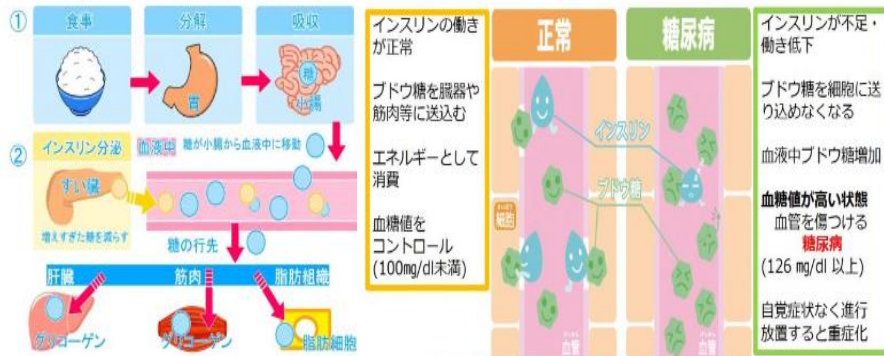 ①
食事
分解
吸収
胃
糖
小腸
②
インスリン分泌
すい臓
増えすぎた糖を減らす
血液中
糖が小腸から血液中に移動
糖の行先
肝臓
筋肉
脂肪組織
グリコーゲン
グリコーゲン
脂肪細胞
インスリンの働き
が正常
ブドウ糖を臓器や
筋肉等に送込む
エネルギーとして
消費
血糖値を
コントロール
(100mg/dl未満)
正常
糖尿病
インスリン
ブドウ糖
細胞
血管
血管
インスリンが不足・
働き低下
ブドウ糖を細胞に送
り込めなくなる
血液中ブドウ糖増加
血糖値が高い状態
血管を傷つける
糖尿病
(126 mg/dl 以上)
自覚症状なく進行
放置すると重症化